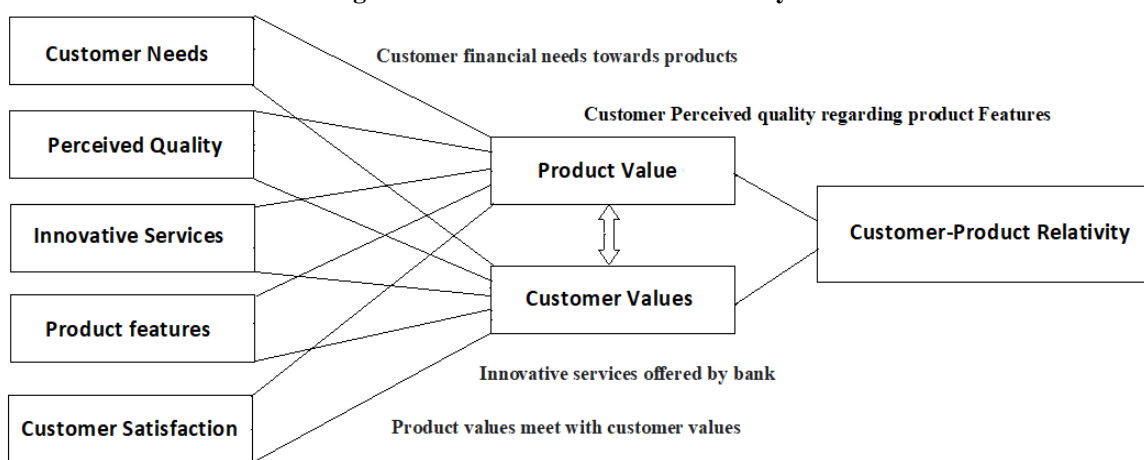 Customer Needs
Customer financial needs towards products
Customer Perceived quality regarding product Features
Perceived Quality
Product Value
Innovative Services
Customer-Product Relativity
Customer Values
Product features
Innovative services offered by bank
Customer Satisfaction
Product values meet with customer values